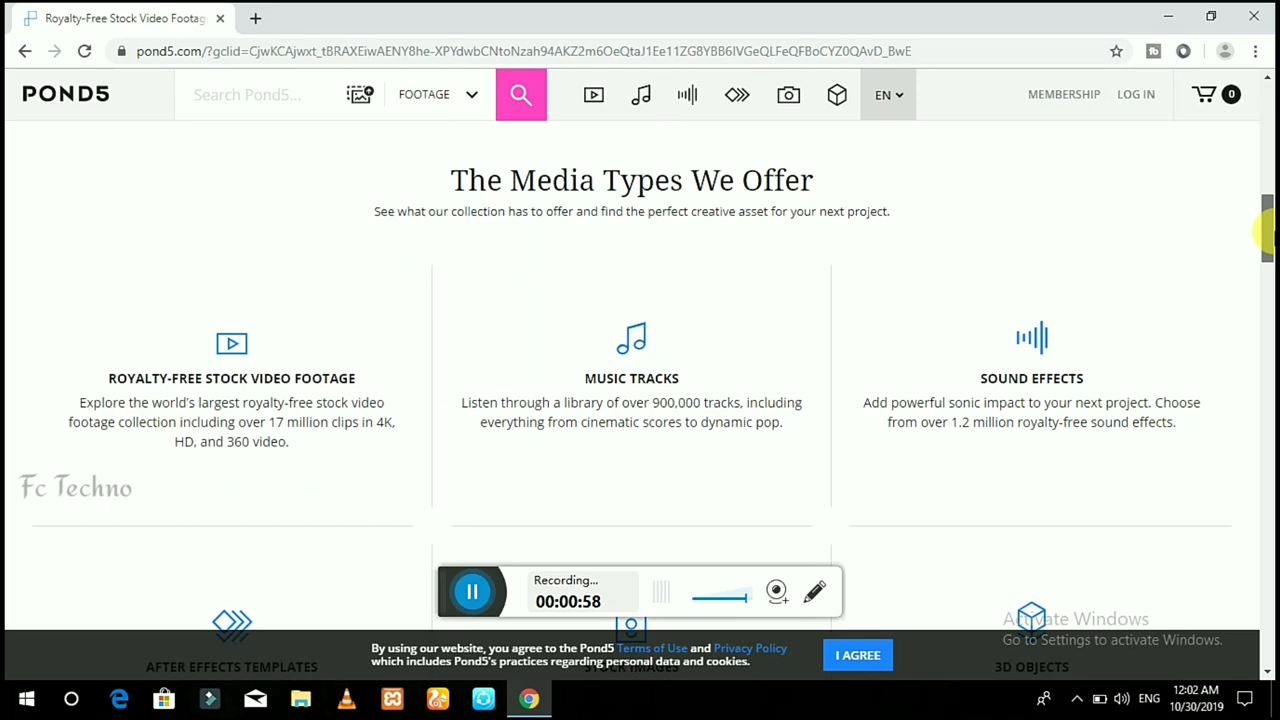 Royalty-Free Stock Video Footag
pond5.com/?gclid=CjwKCAjwxt_tBRAXEiwAENY8he-XPYdwbCNtoNzah94AKZ2m6OeQtaJ1Ee11ZG8YBB6IVGeQLFeQFBoCYZ0QAvD_BwE
POND5
Search Pond5...
FOOTAGE
EN
MEMBERSHIP
LOG IN
0
The Media Types We Offer
See what our collection has to offer and find the perfect creative asset for your next project.
ROYALTY-FREE STOCK VIDEO FOOTAGE
Explore the world's largest royalty-free stock video
footage collection including over 17 million clips in 4K,
HD, and 360 video.
MUSIC TRACKS
Listen through a library of over 900,000 tracks, including
everything from cinematic scores to dynamic pop.
SOUND EFFECTS
Add powerful sonic impact to your next project. Choose
from over 1.2 million royalty-free sound effects.
Fc Techno
Recording...
00:00:58
Activate Windows
Go to Settings to activate Windows.
By using our website, you agree to the Pond5 Terms of Use and Privacy Policy
which includes Pond5's practices regarding personal data and cookies.
I AGREE
AFTER EFFECTS TEMPLATES
STOCK IMAGES
3D OBJECTS
ENG
12:02 AM
10/30/2019